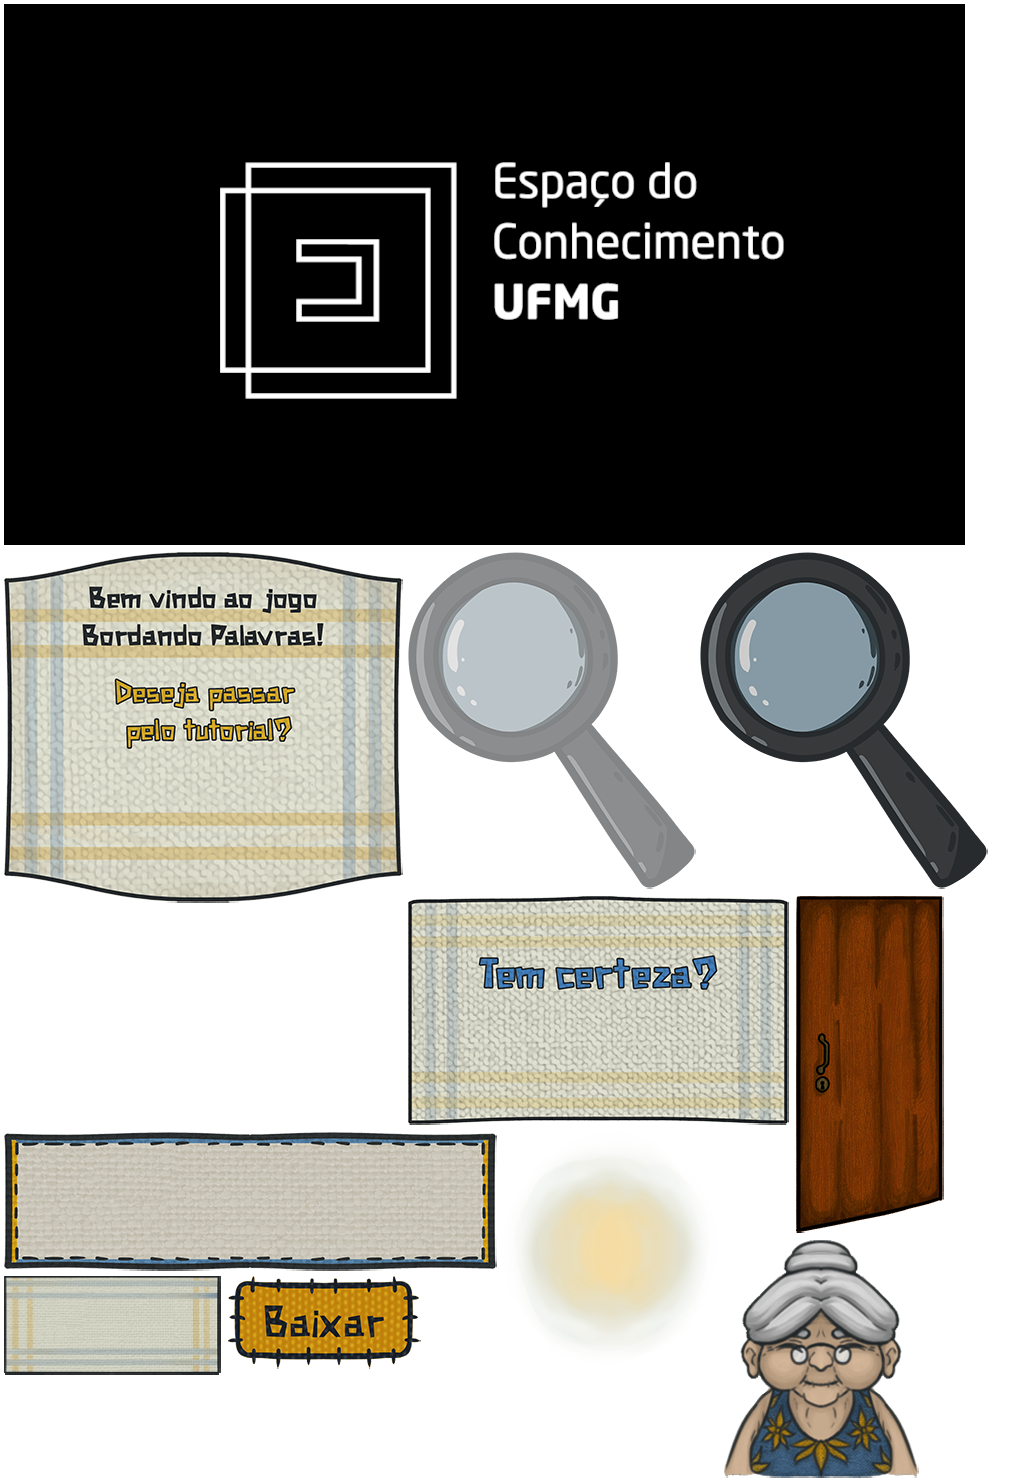 Espaço do
Conhecimento
UFMG
Bem vindo ao jogo
Bordando Palavras!
Deseja passar
pelo tutorial?
Tem certeza?
Baixar